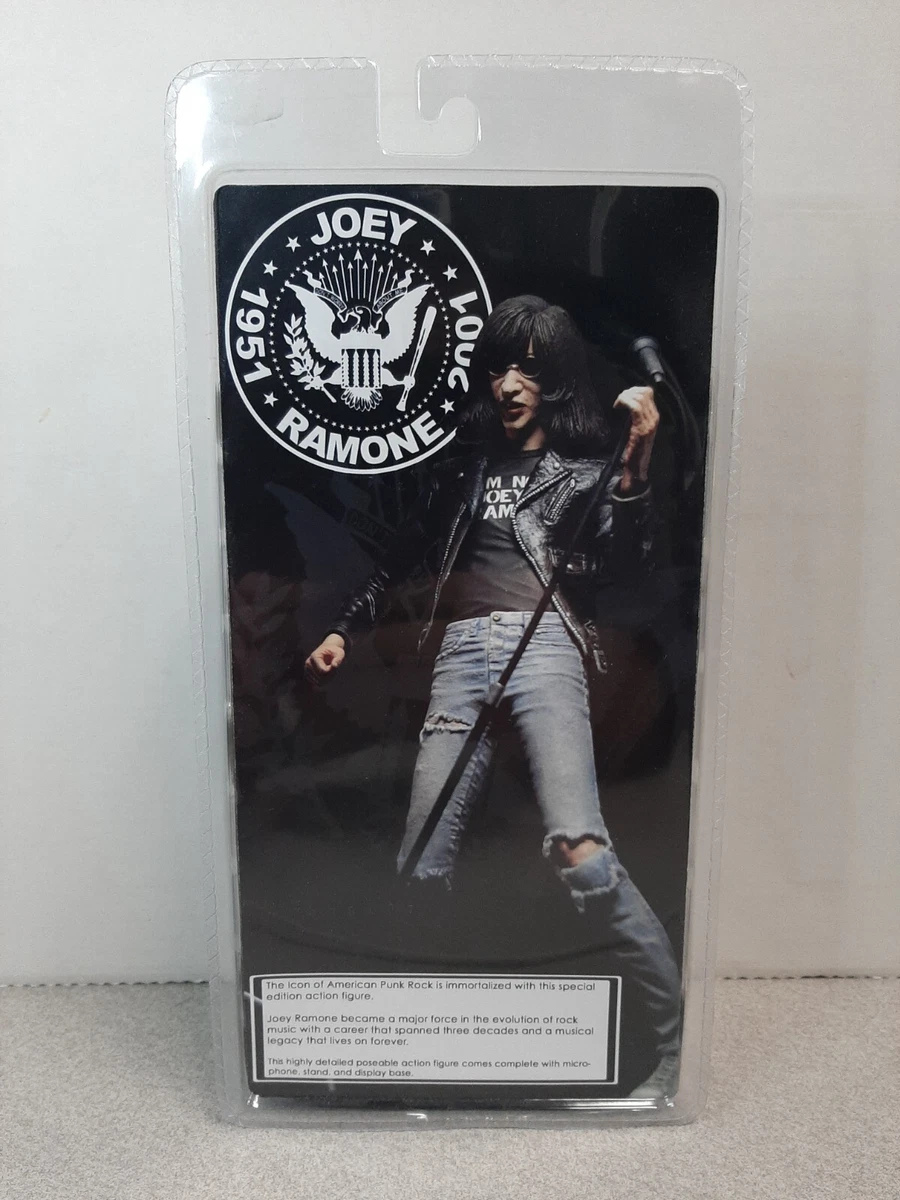 JOEY
1951
2001
RAMONE
M N
JOEY
AM
The icon of American Punk Rock is immortalized with this special
edition action figure.
Joey Ramone became a major force in the evolution of rock
music with a career that spanned three decades and a musical
legacy that lives on forever.
This highly detailed poseable action figure comes complete with micro-
phone, stand, and display base.